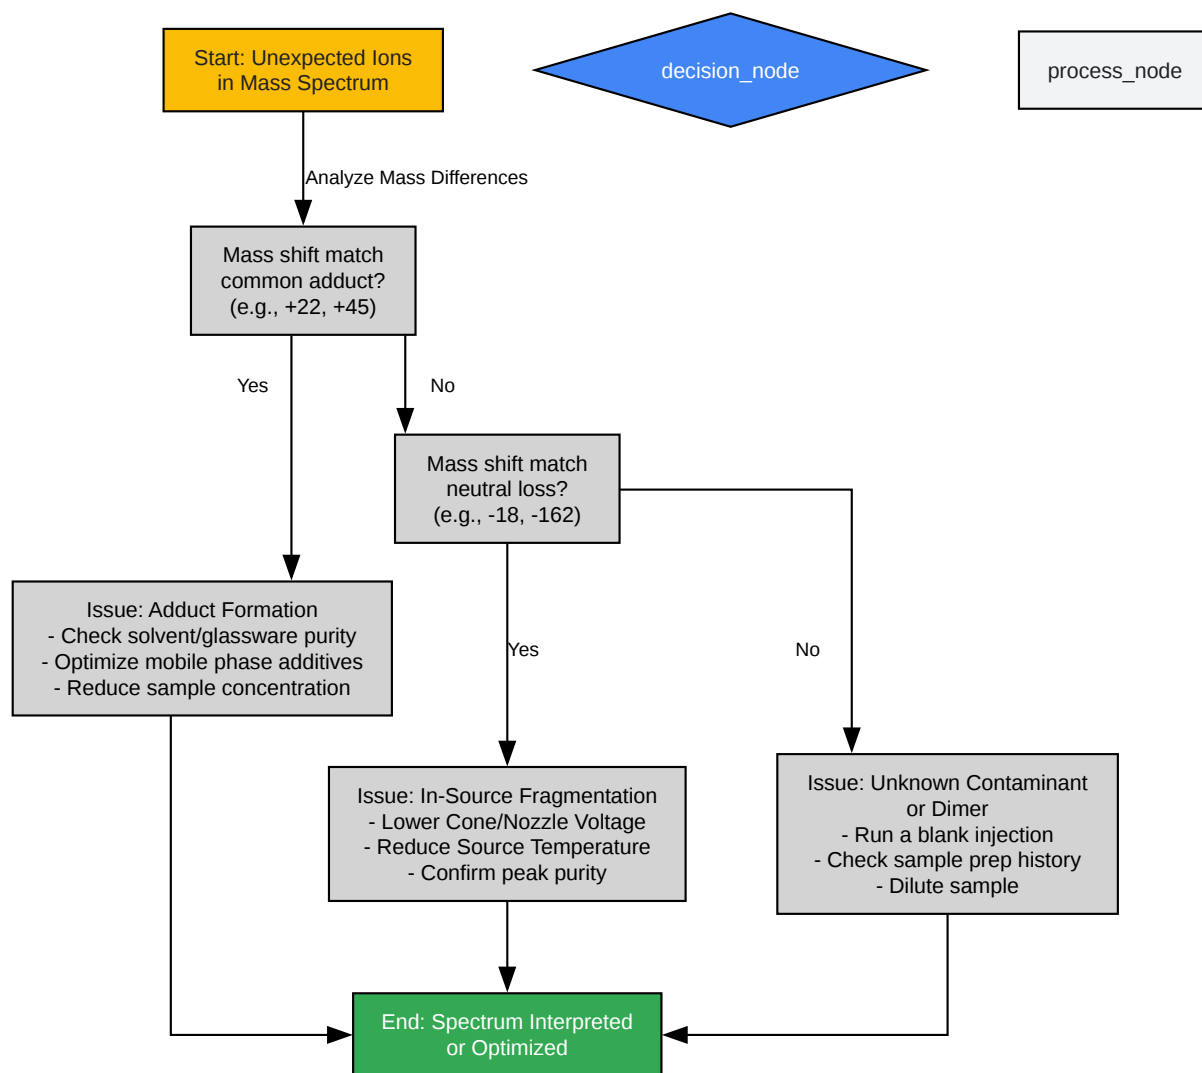 Start: Unexpected Ions
in Mass Spectrum
decision_node
process_node
Analyze Mass Differences
Mass shift match
common adduct?
(e.g., +22, +45)
Yes
No
Mass shift match
neutral loss?
(e.g., -18, -162)
Issue: Adduct Formation
- Check solvent/glassware purity
- Optimize mobile phase additives
- Reduce sample concentration
Yes
No
Issue: In-Source Fragmentation
- Lower Cone/Nozzle Voltage
- Reduce Source Temperature
- Confirm peak purity
Issue: Unknown Contaminant
or Dimer
- Run a blank injection
- Check sample prep history
- Dilute sample
End: Spectrum Interpreted
or Optimized